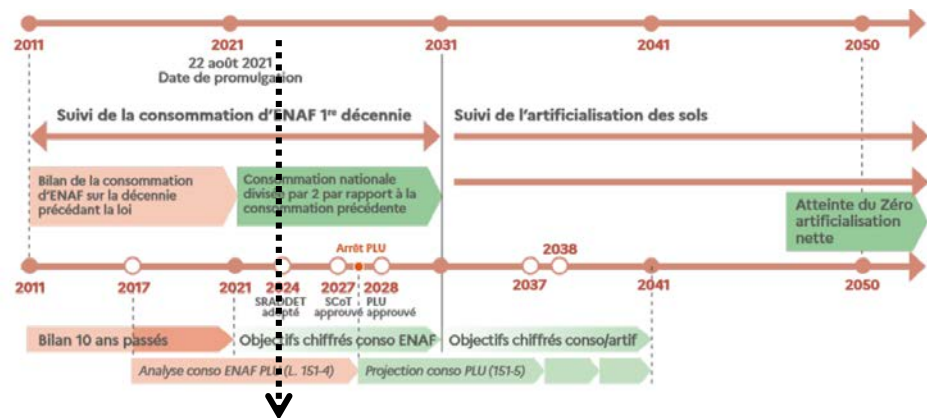 2011 2021 2031 2041 2050
22 août 2021
Date de promulgation
Suivi de la consommation d'ENAF 1re décennie
Suivi de l'artificialisation des sols
Bilan de la consommation
d'ENAF sur la décennie
précédant la loi
Consommation nationale
divisée par 2 par rapport à la
consommation précédente
Atteinte du Zéro
artificialisation
nette
Arrêt PLU
2038
2011 2017 2021 2024 2027 2028 2037 2041 2050
SRADDET
adopté
SCoT
approuvé
PLU
approuvé
Bilan 10 ans passés
Objectifs chiffrés conso ENAF
Objectifs chiffrés conso/artif
Analyse conso ENAF PLU (L. 151-4)
Projection conso PLU (151-5)